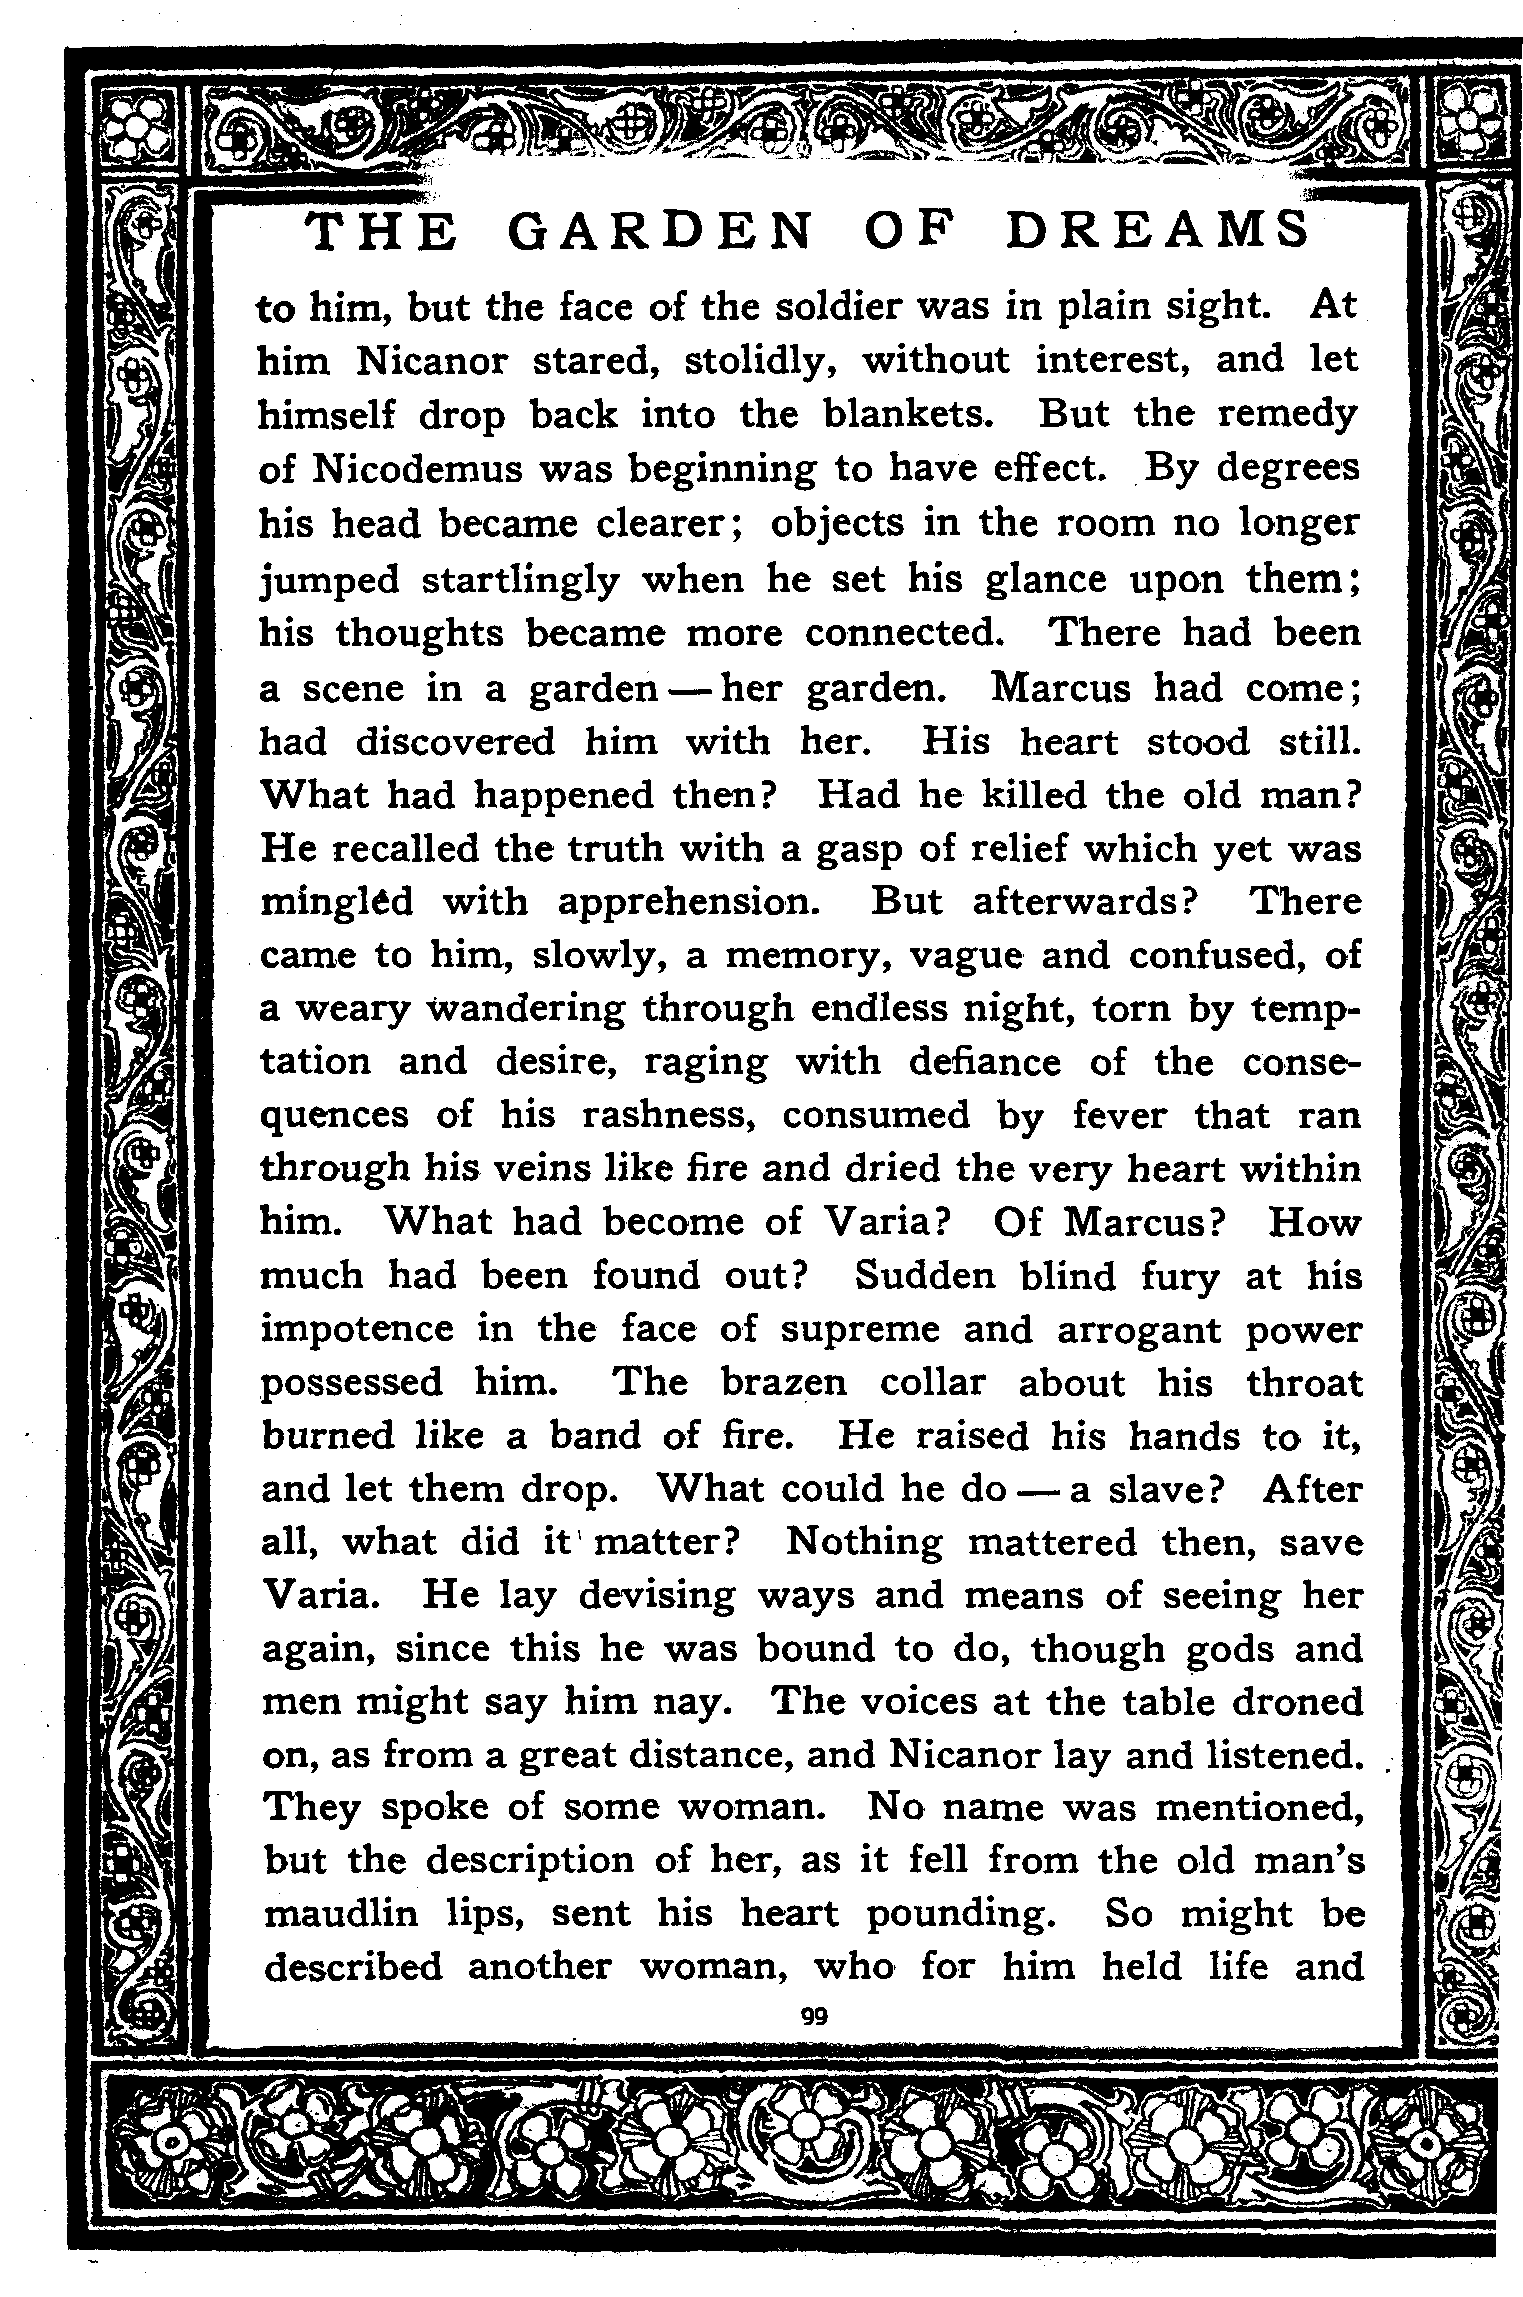 THE GARDEN OF DREAMS
to him, but the face of the soldier was in plain sight. At
him Nicanor stared, stolidly, without interest, and let
himself drop back into the blankets. But the remedy
of Nicodemus was beginning to have effect. By degrees
his head became clearer; objects in the room no longer
jumped startlingly when he set his glance upon them;
his thoughts became more connected. There had been
a scene in a garden — her garden. Marcus had come;
had discovered him with her. His heart stood still.
What had happened then? Had he killed the old man?
He recalled the truth with a gasp of relief which yet was
mingled with apprehension. But afterwards? There
came to him, slowly, a memory, vague and confused, of
a weary wandering through endless night, torn by temp-
tation and desire, raging with defiance of the conse-
quences of his rashness, consumed by fever that ran
through his veins like fire and dried the very heart within
him. What had become of Varia? Of Marcus? How
much had been found out? Sudden blind fury at his
impotence in the face of supreme and arrogant power
possessed him. The brazen collar about his throat
burned like a band of fire. He raised his hands to it,
and let them drop. What could he do — a slave? After
all, what did it matter? Nothing mattered then, save
Varia. He lay devising ways and means of seeing her
again, since this he was bound to do, though gods and
men might say him nay. The voices at the table droned
on, as from a great distance, and Nicanor lay and listened.
They spoke of some woman. No name was mentioned,
but the description of her, as it fell from the old man's
maudlin lips, sent his heart pounding. So might be
described another woman, who for him held life and
99